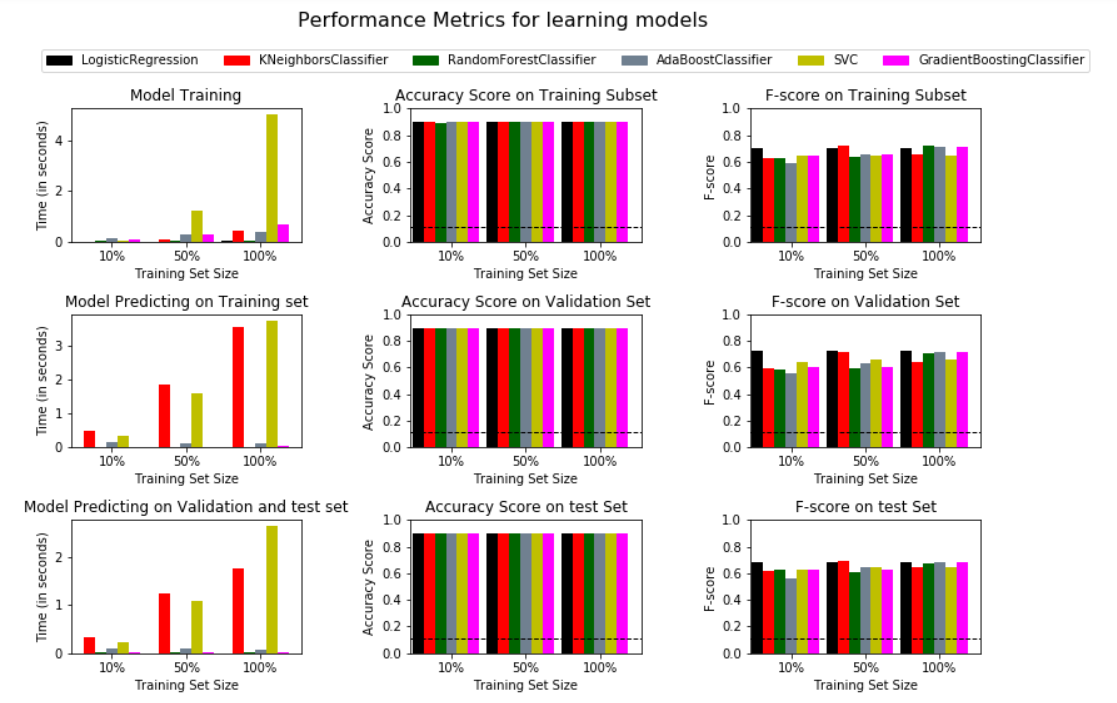 Performance Metrics for learning models
LogisticRegression KNeighborsClassifier RandomForestClassifier AdaBoostClassifier SVC GradientBoostingClassifier
Model Training
Time (in seconds)
4
2
0
10% 50% 100%
Training Set Size
Accuracy Score on Training Subset
Accuracy Score
1.0
0.8
0.6
0.4
0.2
0.0
10% 50% 100%
Training Set Size
F-score on Training Subset
F-score
1.0
0.8
0.6
0.4
0.2
0.0
10% 50% 100%
Training Set Size
Model Predicting on Training set
Time (in seconds)
3
2
1
0
10% 50% 100%
Training Set Size
Accuracy Score on Validation Set
Accuracy Score
1.0
0.8
0.6
0.4
0.2
0.0
10% 50% 100%
Training Set Size
F-score on Validation Set
F-score
1.0
0.8
0.6
0.4
0.2
0.0
10% 50% 100%
Training Set Size
Model Predicting on Validation and test set
Time (in seconds)
2
1
0
10% 50% 100%
Training Set Size
Accuracy Score on test Set
Accuracy Score
1.0
0.8
0.6
0.4
0.2
0.0
10% 50% 100%
Training Set Size
F-score on test Set
F-score
1.0
0.8
0.6
0.4
0.2
0.0
10% 50% 100%
Training Set Size